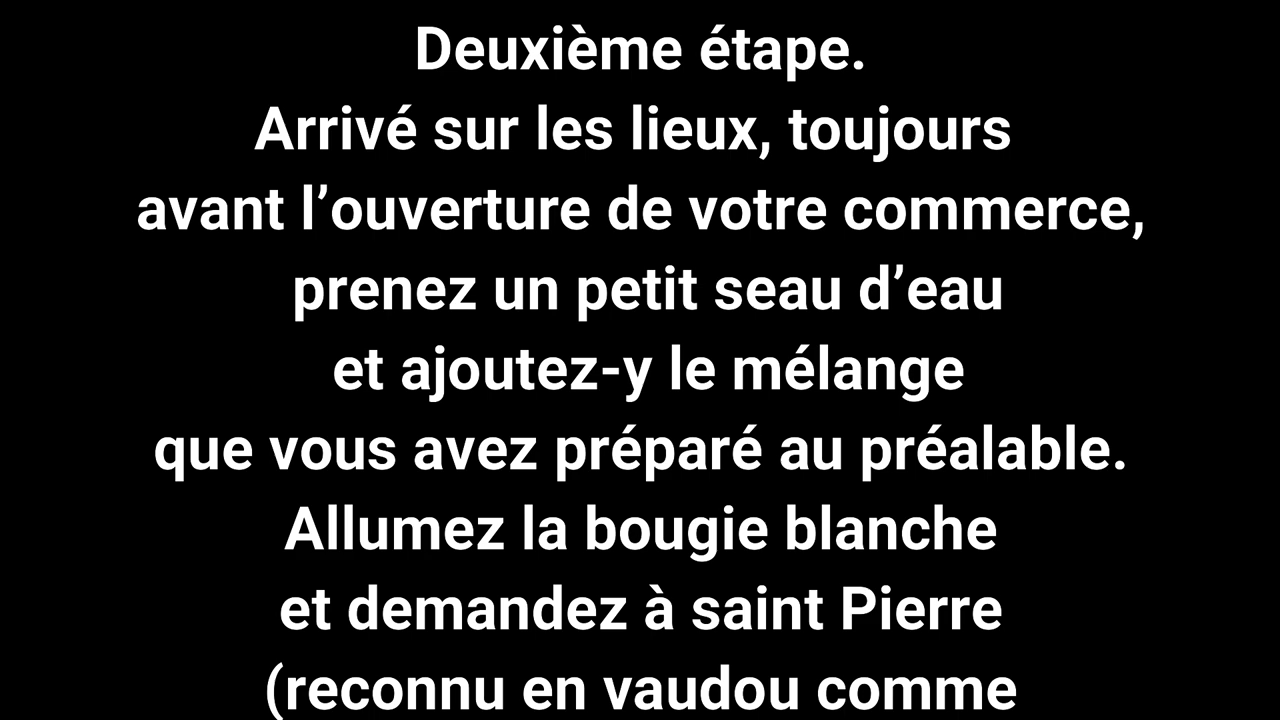 Deuxième étape.
Arrivé sur les lieux, toujours
avant l’ouverture de votre commerce,
prenez un petit seau d’eau
et ajoutez-y le mélange
que vous avez préparé au préalable.
Allumez la bougie blanche
et demandez à saint Pierre
(reconnu en vaudou comme